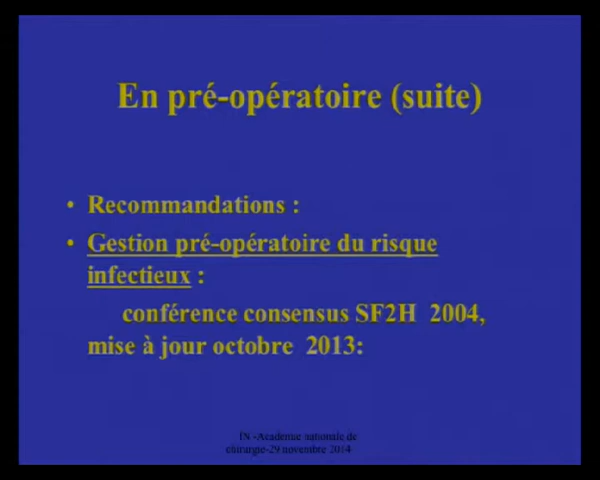 En pré-opératoire (suite)
• Recommandations :
• Gestion pré-opératoire du risque
infectieux :
conférence consensus SF2H 2004,
mise à jour octobre 2013:
IN -Académie nationale de
chirurgie-29 novembre 2014